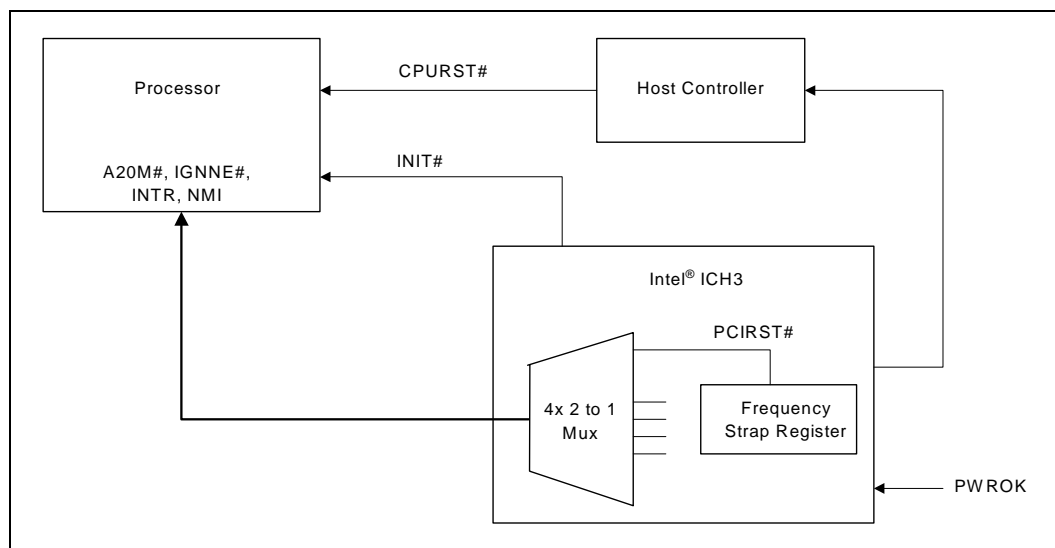 CPURST#
Processor
Host Controller
INIT#
A20M#, IGNNE#,
INTR, NMI
Intel® ICH3
PCIRST#
4x 2 to 1
Mux
Frequency
Strap Register
PWROK